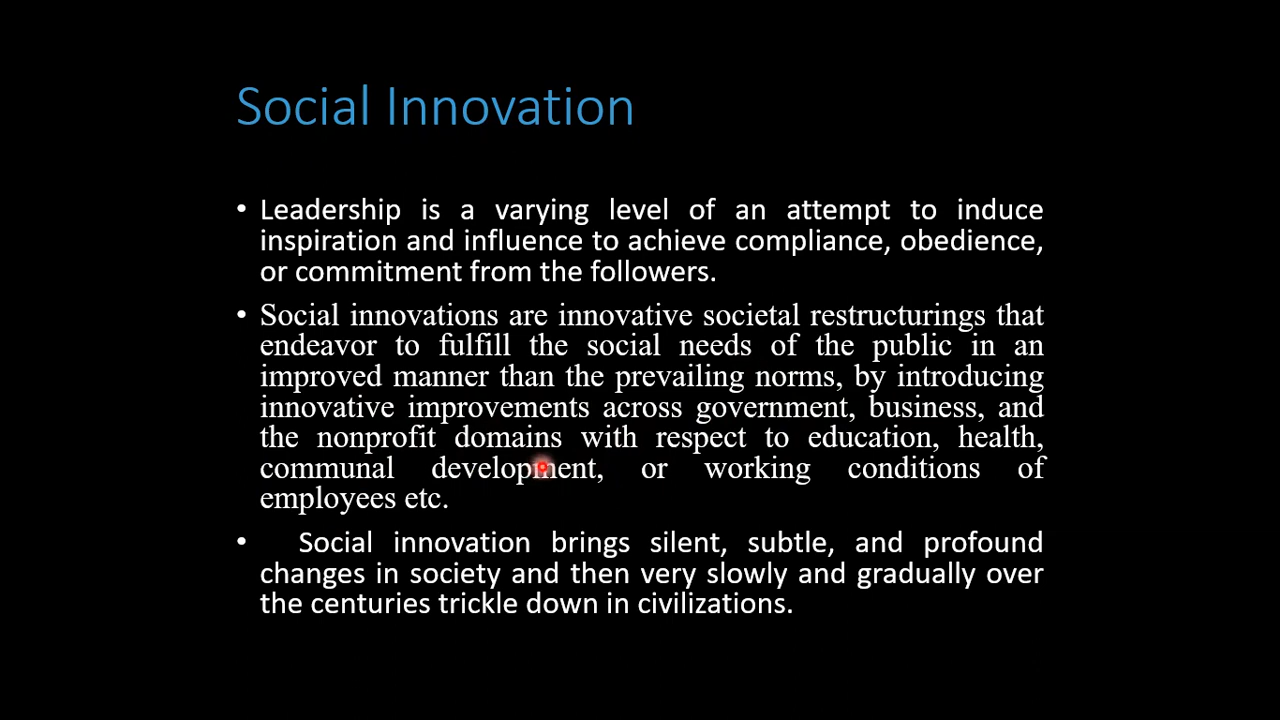 Social Innovation
• Leadership is a varying level of an attempt to induce
inspiration and influence to achieve compliance, obedience,
or commitment from the followers.
• Social innovations are innovative societal restructurings that
endeavor to fulfill the social needs of the public in an
improved manner than the prevailing norms, by introducing
innovative improvements across government, business, and
the nonprofit domains with respect to education, health,
communal development, or working conditions of
employees etc.
• Social innovation brings silent, subtle, and profound
changes in society and then very slowly and gradually over
the centuries trickle down in civilizations.